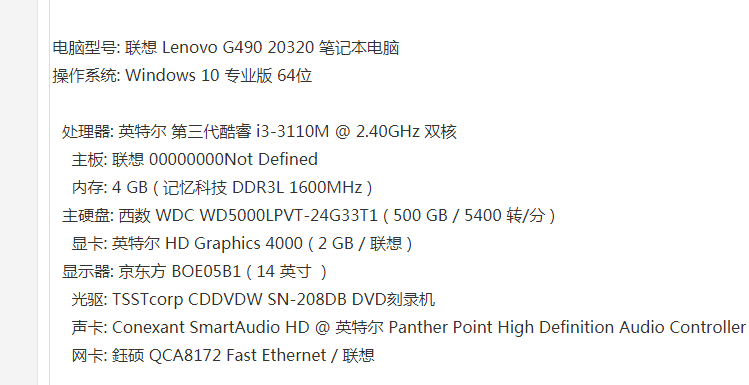 电脑型号: 联想 Lenovo G490 20320 笔记本电脑
操作系统: Windows 10 专业版 64位
处理器: 英特尔 第三代酷睿 i3-3110M @ 2.40GHz 双核
主板: 联想 00000000Not Defined
内存: 4 GB ( 记忆科技 DDR3L 1600MHz )
主硬盘: 西数 WDC WD5000LPVT-24G33T1 ( 500 GB / 5400 转/分 )
显卡: 英特尔 HD Graphics 4000 ( 2 GB / 联想 )
显示器: 京东方 BOE05B1 ( 14 英寸  )
光驱: TSSTcorp CDDVDW SN-208DB DVD刻录机
声卡: Conexant SmartAudio HD @ 英特尔 Panther Point High Definition Audio Controller
网卡: 鈺硕 QCA8172 Fast Ethernet / 联想